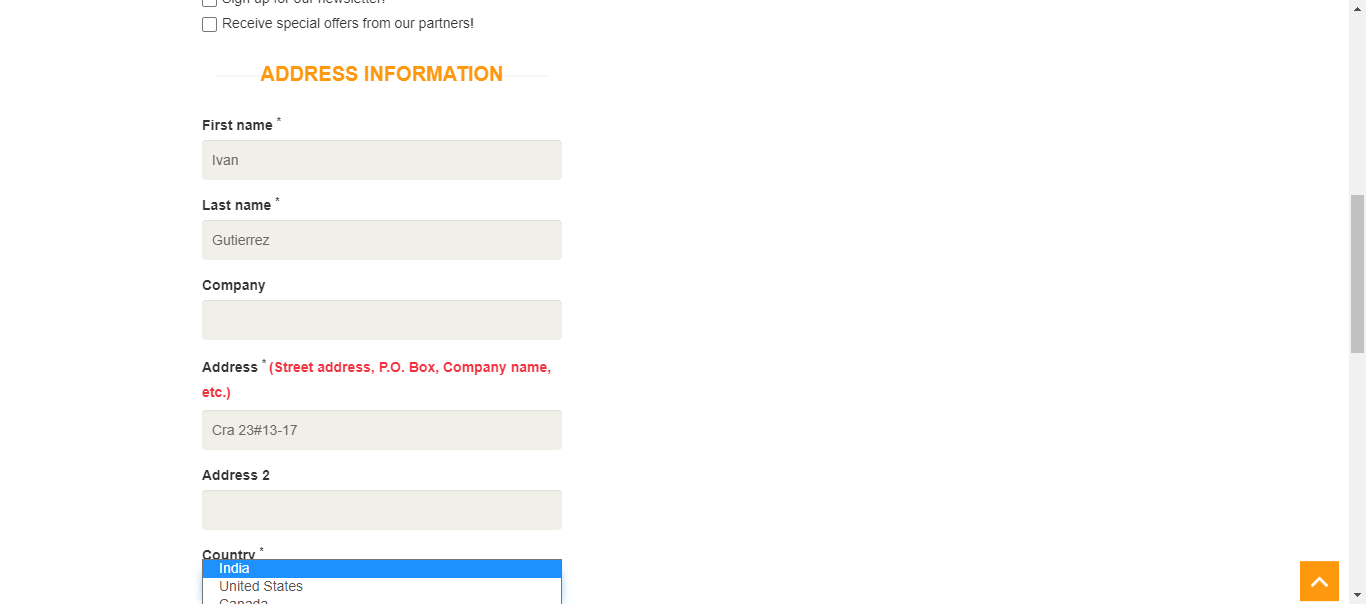 Sign up for our newsletter!
Receive special offers from our partners!
ADDRESS INFORMATION
First name *
Ivan
Last name *
Gutierrez
Company
Address * (Street address, P.O. Box, Company name,
etc.)
Cra 23#13-17
Address 2
Country *
India
United States
Canada